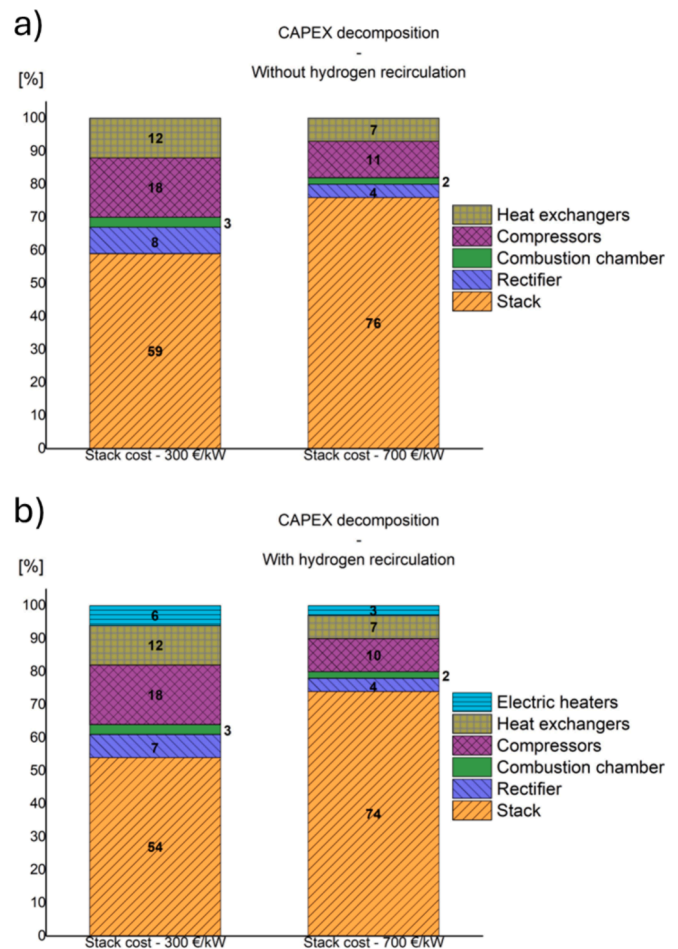 a)
CAPEX decomposition
-
Without hydrogen recirculation
[%]
100
90
80
70
60
50
40
30
20
10
0
12
18
3
8
59
7
11
2
4
76
Heat exchangers
Compressors
Combustion chamber
Rectifier
Stack
Stack cost - 300 €/kW
Stack cost - 700 €/kW
b)
CAPEX decomposition
-
With hydrogen recirculation
[%]
100
90
80
70
60
50
40
30
20
10
0
6
12
18
3
7
54
3
7
10
2
4
74
Electric heaters
Heat exchangers
Compressors
Combustion chamber
Rectifier
Stack
Stack cost - 300 €/kW
Stack cost - 700 €/kW